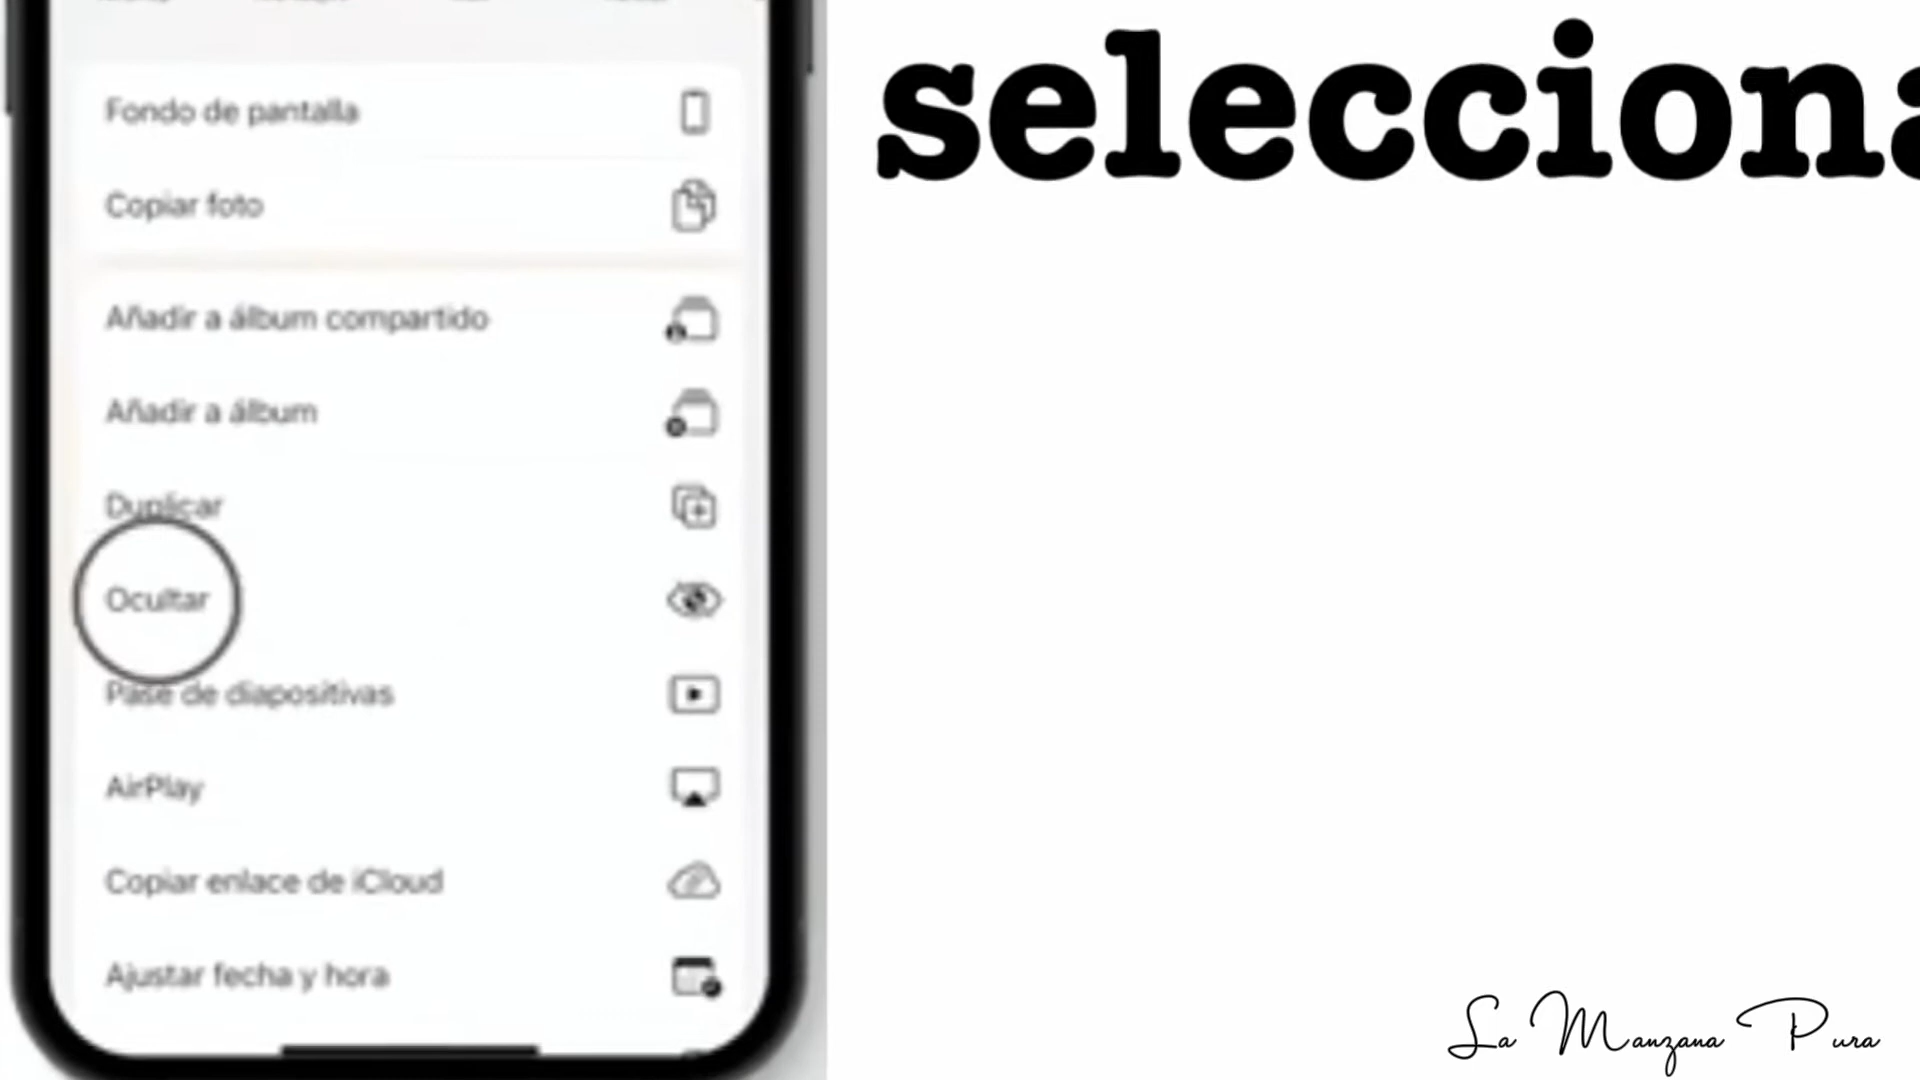 Fondo de pantalla
Copiar foto
Añadir a álbum compartido
Añadir a álbum
Duplicar
Ocultar
Pase de diapositivas
AirPlay
Copiar enlace de iCloud
Ajustar fecha y hora
selecciona
La Manzana Pura